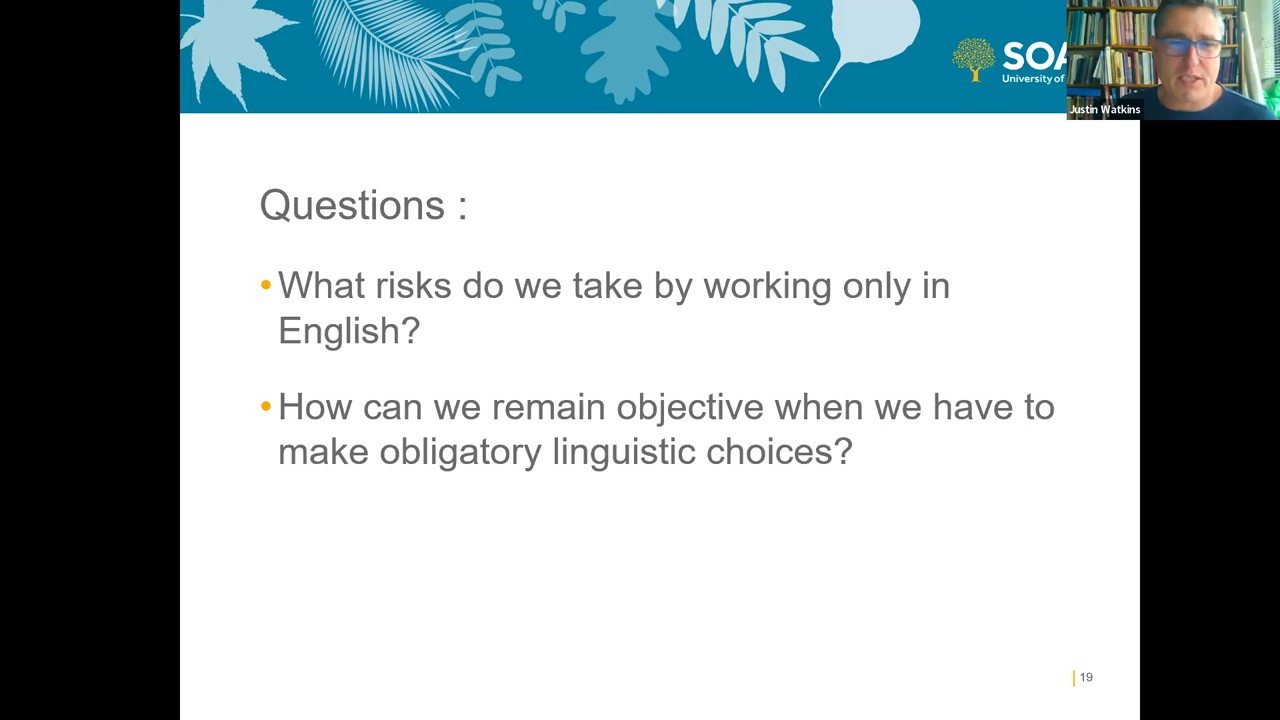 SOA
University of
Justin Watkins
Questions :
•What risks do we take by working only in
English?
•How can we remain objective when we have to
make obligatory linguistic choices?
19